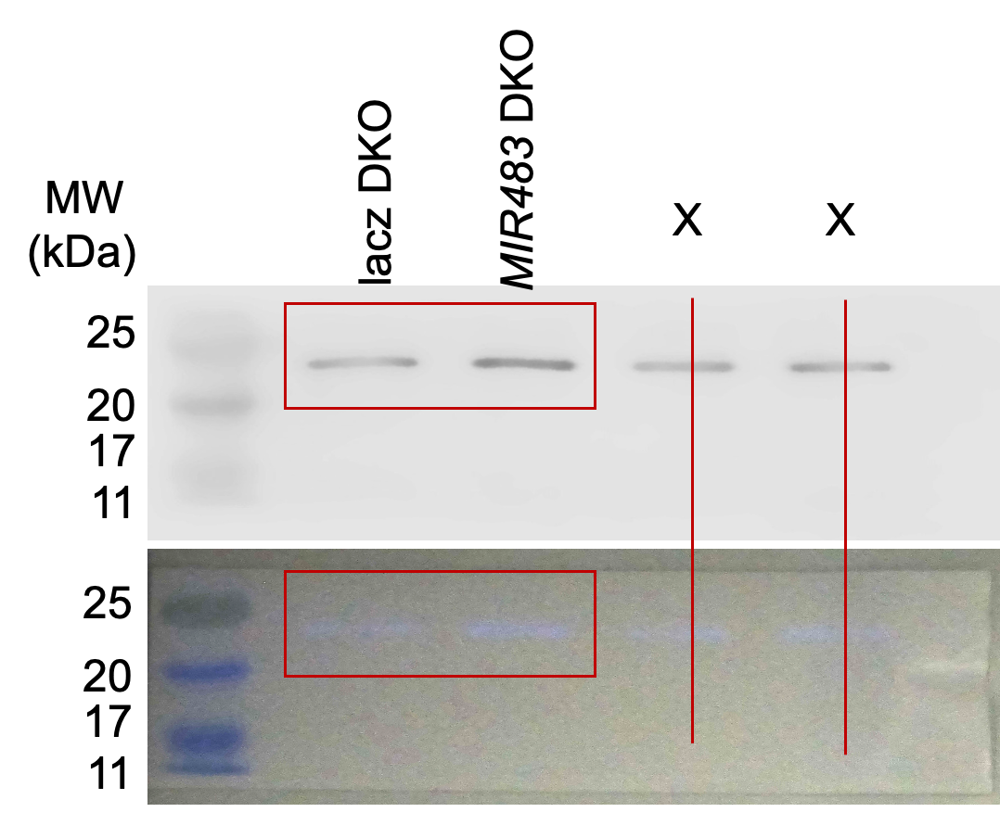 lacz DKO
MIR483 DKO
MW
(kDa)
X
X
25
20
17
11
25
20
17
11